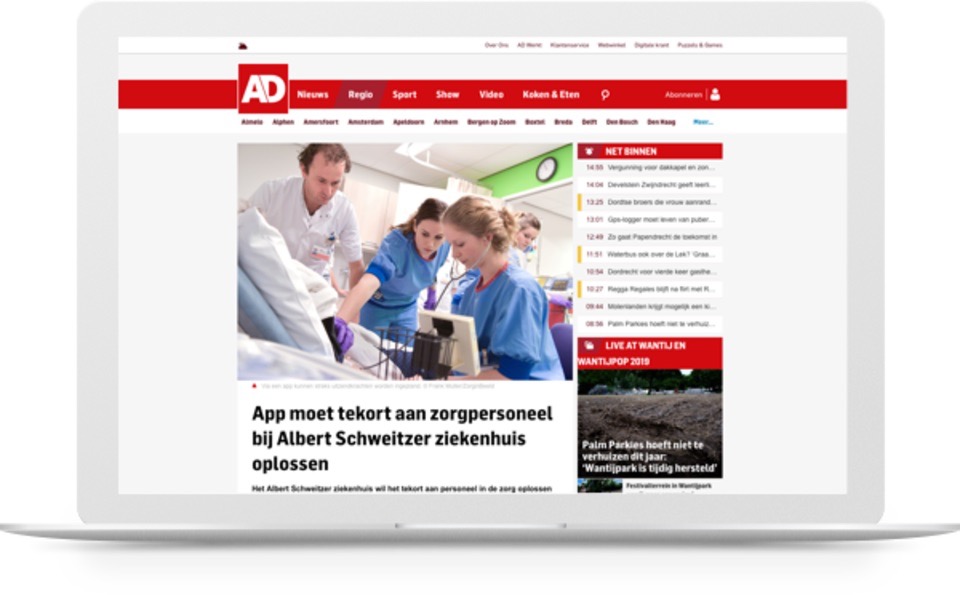 Over Ons AD Werkt Klantenservice Webwinkel Digitale krant Puzzels & Games
AD
Nieuws Regio Sport Show Video Koken & Eten
Abonneren
Almelo Alphen Amersfoort Amsterdam Apeldoorn Arnhem Bergen op Zoom Boxtel Breda Delft Den Bosch Den Haag Meer...
NET BINNEN
14:55 Vergunning voor dakkapel en zon...
14:04 Develstein Zwijndrecht geeft leerli...
13:25 Dordtse broers die vrouw aanrand...
13:01 Gps-logger moet leven van puber...
12:49 Zo gaat Papendrecht de toekomst in
11:51 Waterbus ook over de Lek? 'Graa...
10:54 Dordrecht voor vierde keer gasthe...
10:27 Regga Regales blijft na flirt met R...
09:44 Molenlanden krijgt mogelijk een ki...
08:56 Palm Parkies hoeft niet te verhuiz...
LIVE AT WANTIJ EN
WANTIJPOP 2019
Palm Parkies hoeft niet te
verhuizen dit jaar:
'Wantijpark is tijdig hersteld'
Festivalterrein in Wantijpark
App moet tekort aan zorgpersoneel
bij Albert Schweitzer ziekenhuis
oplossen
Het Albert Schweitzer ziekenhuis wil het tekort aan personeel in de zorg oplossen